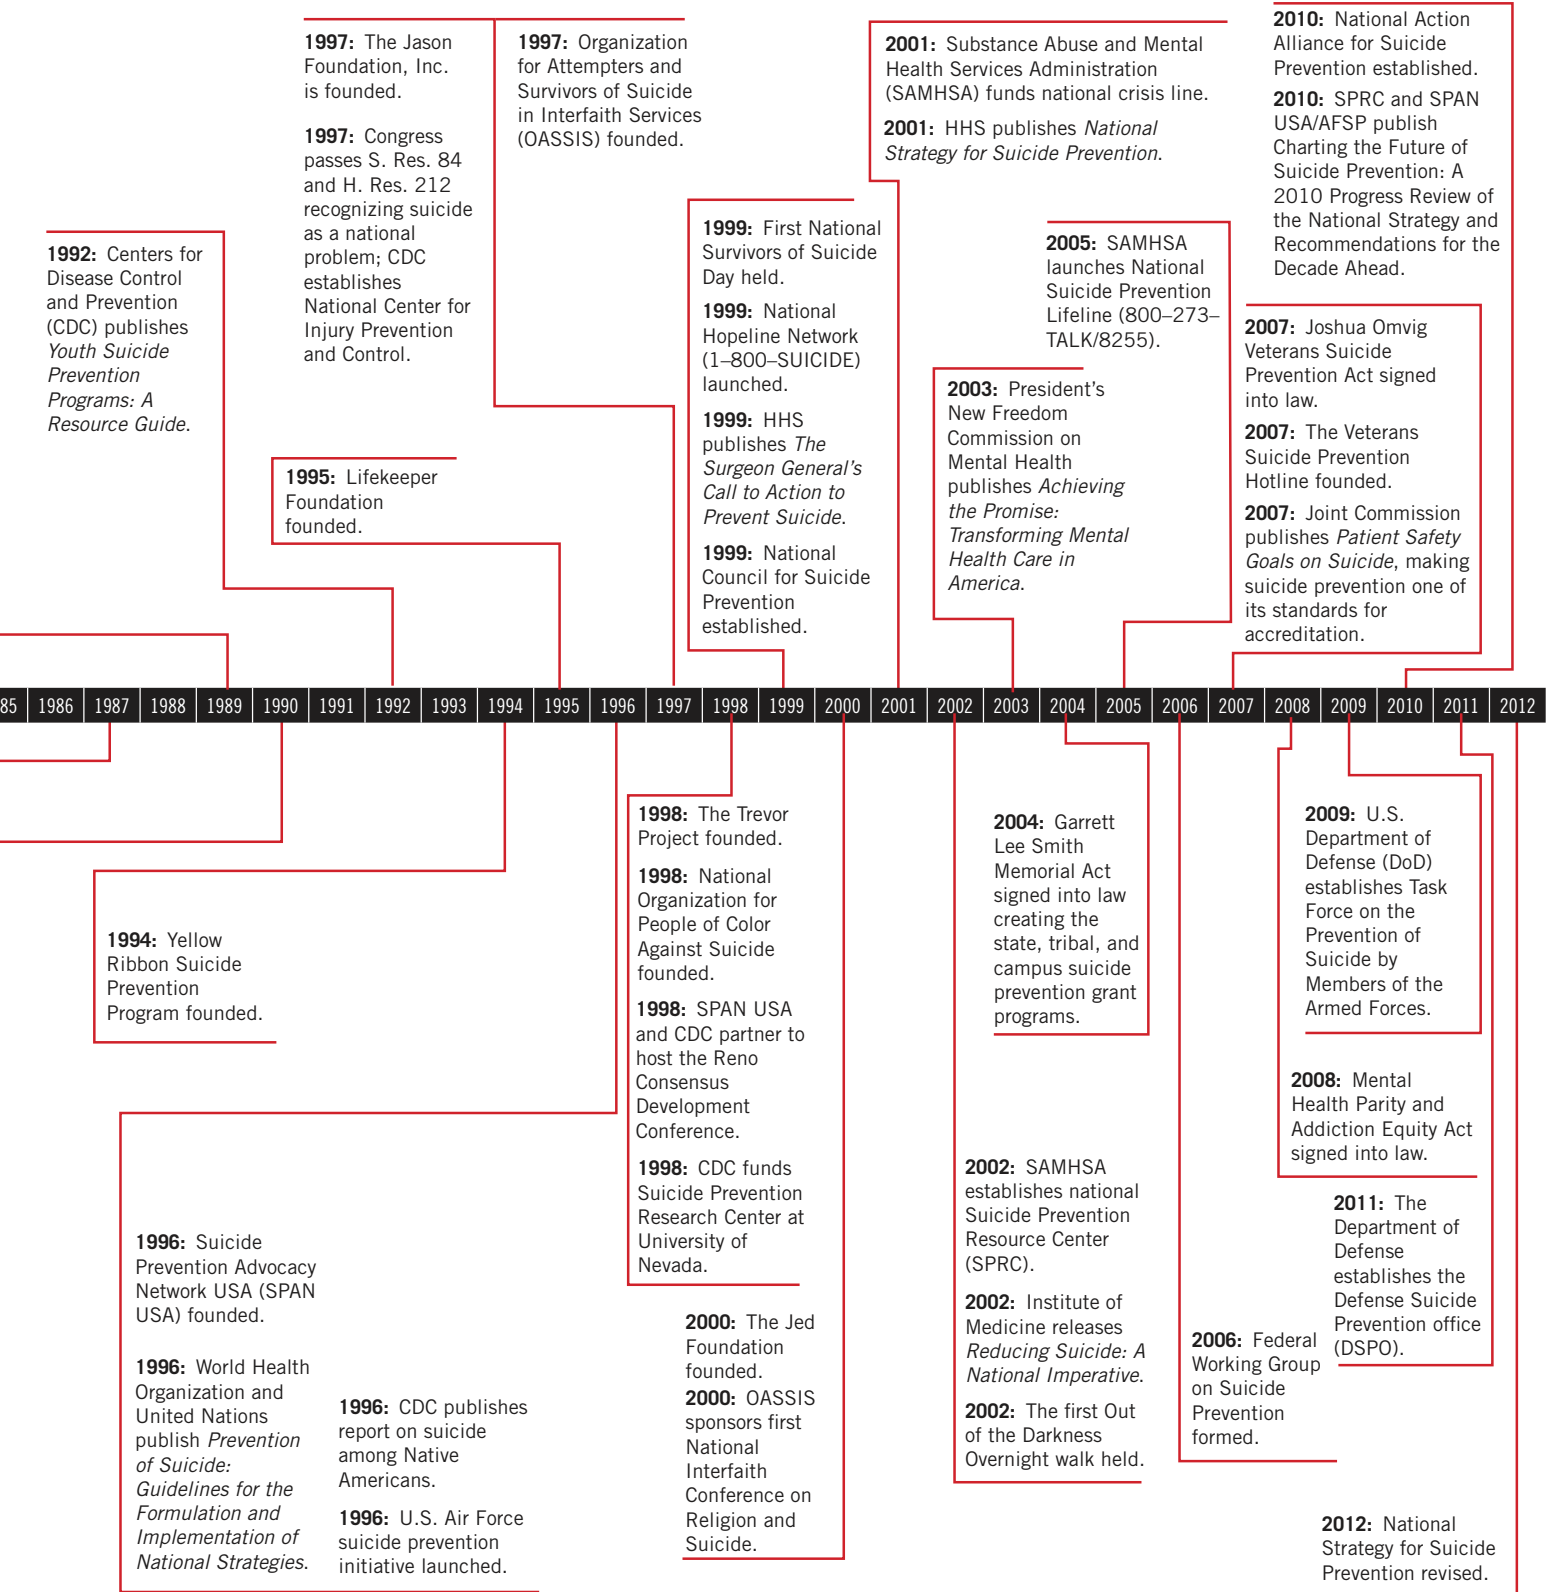 1997: The Jason
Foundation, Inc.
is founded.
1997: Congress
passes S. Res. 84
and H. Res. 212
recognizing suicide
as a national
problem; CDC
establishes
National Center for
Injury Prevention
and Control.
1997: Organization
for Attempters and
Survivors of Suicide
in Interfaith Services
(OASSIS) founded.
2001: Substance Abuse and Mental
Health Services Administration
(SAMHSA) funds national crisis line.
2001: HHS publishes National
Strategy for Suicide Prevention.
2010: National Action
Alliance for Suicide
Prevention established.
2010: SPRC and SPAN
USA/AFSP publish
Charting the Future of
Suicide Prevention: A
2010 Progress Review of
the National Strategy and
Recommendations for the
Decade Ahead.
1992: Centers for
Disease Control
and Prevention
(CDC) publishes
Youth Suicide
Prevention
Programs: A
Resource Guide.
1995: Lifekeeper
Foundation
founded.
1999: First National
Survivors of Suicide
Day held.
1999: National
Hopeline Network
(1–800–SUICIDE)
launched.
1999: HHS
publishes The
Surgeon General's
Call to Action to
Prevent Suicide.
1999: National
Council for Suicide
Prevention
established.
2003: President's
New Freedom
Commission on
Mental Health
publishes Achieving
the Promise:
Transforming Mental
Health Care in
America.
2005: SAMHSA
launches National
Suicide Prevention
Lifeline (800–273–
TALK/8255).
2007: Joshua Omvig
Veterans Suicide
Prevention Act signed
into law.
2007: The Veterans
Suicide Prevention
Hotline founded.
2007: Joint Commission
publishes Patient Safety
Goals on Suicide, making
suicide prevention one of
its standards for
accreditation.
85 1986 1987 1988 1989 1990 1991 1992 1993 1994 1995 1996 1997 1998 1999 2000 2001 2002 2003 2004 2005 2006 2007 2008 2009 2010 2011 2012
1994: Yellow
Ribbon Suicide
Prevention
Program founded.
1996: Suicide
Prevention Advocacy
Network USA (SPAN
USA) founded.
1996: World Health
Organization and
United Nations
publish Prevention
of Suicide:
Guidelines for the
Formulation and
Implementation of
National Strategies.
1996: CDC publishes
report on suicide
among Native
Americans.
1996: U.S. Air Force
suicide prevention
initiative launched.
1998: The Trevor
Project founded.
1998: National
Organization for
People of Color
Against Suicide
founded.
1998: SPAN USA
and CDC partner to
host the Reno
Consensus
Development
Conference.
1998: CDC funds
Suicide Prevention
Research Center at
University of
Nevada.
2000: The Jed
Foundation
founded.
2000: OASSIS
sponsors first
National
Interfaith
Conference on
Religion and
Suicide.
2004: Garrett
Lee Smith
Memorial Act
signed into law
creating the
state, tribal, and
campus suicide
prevention grant
programs.
2002: SAMHSA
establishes national
Suicide Prevention
Resource Center
(SPRC).
2002: Institute of
Medicine releases
Reducing Suicide: A
National Imperative.
2002: The first Out
of the Darkness
Overnight walk held.
2009: U.S.
Department of
Defense (DoD)
establishes Task
Force on the
Prevention of
Suicide by
Members of the
Armed Forces.
2008: Mental
Health Parity and
Addiction Equity Act
signed into law.
2011: The
Department of
Defense
establishes the
Defense Suicide
Prevention office
(DSPO).
2006: Federal
Working Group
on Suicide
Prevention
formed.
2012: National
Strategy for Suicide
Prevention revised.